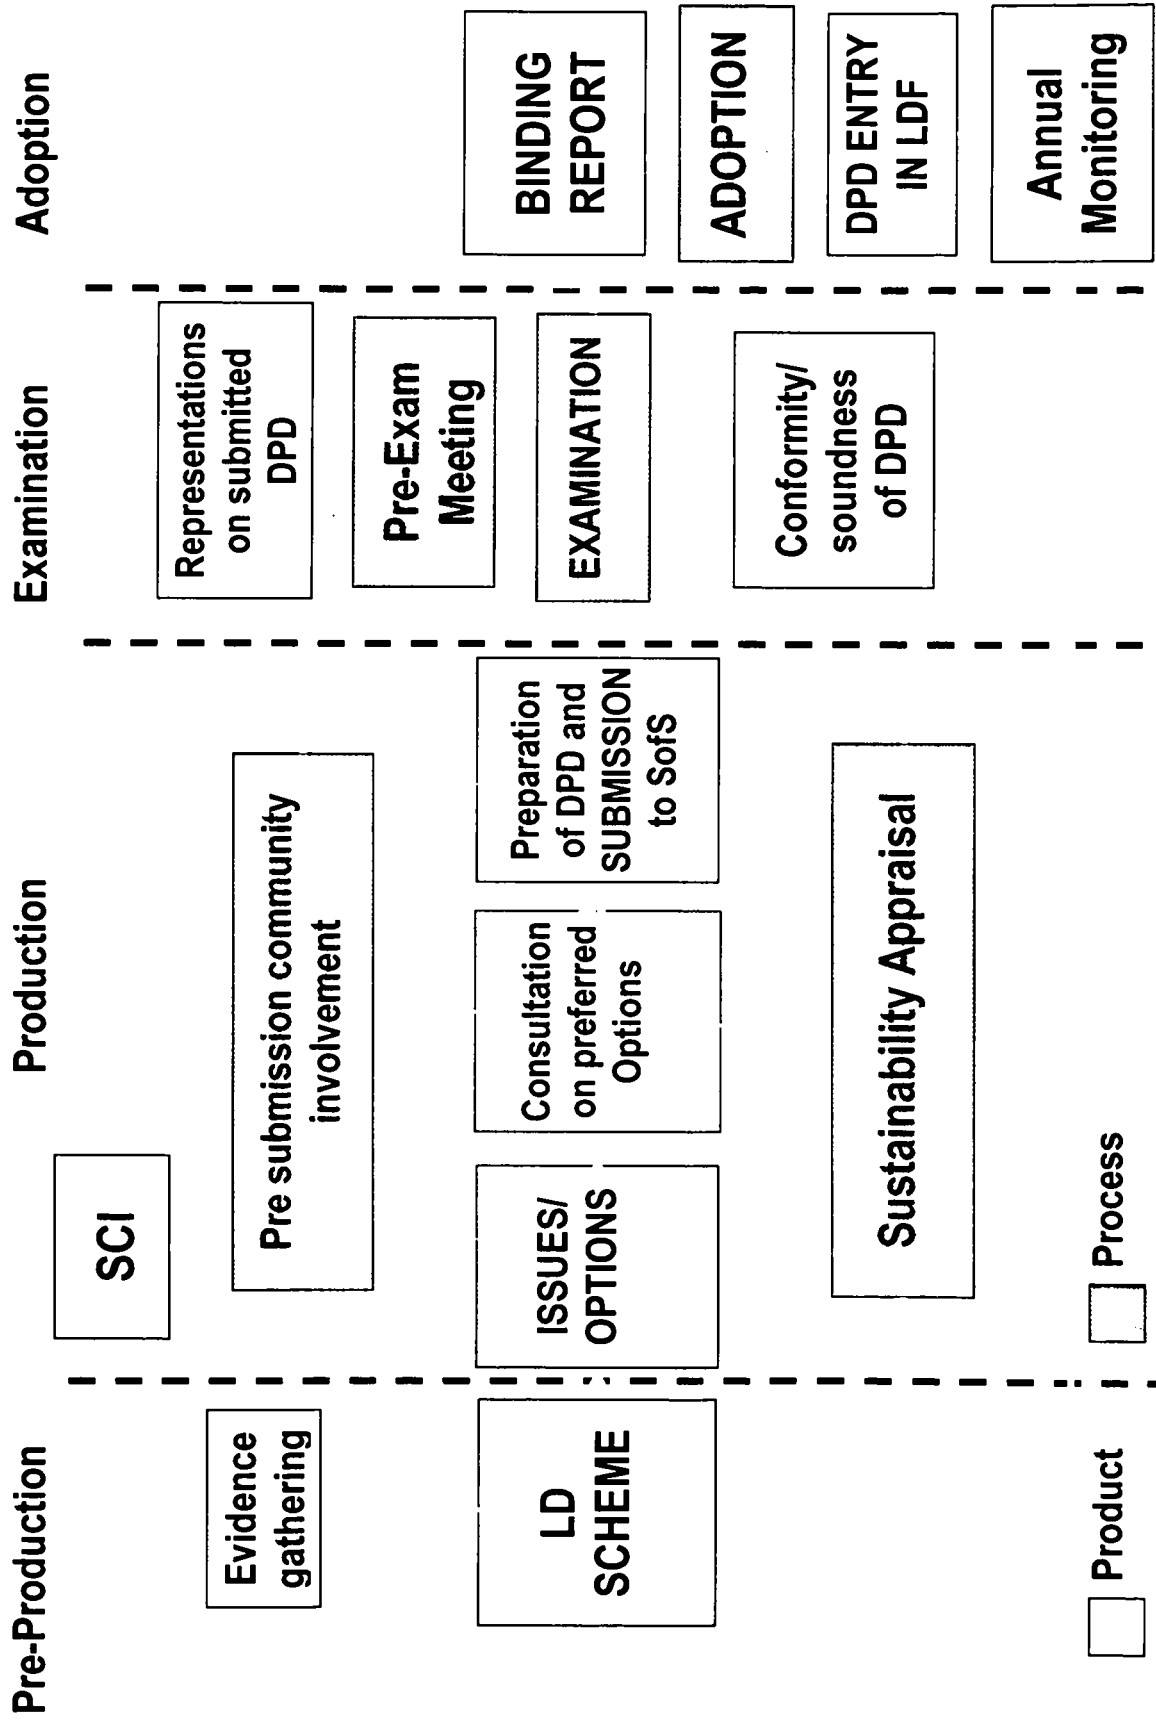 Pre-Production
Production
Examination
Adoption
Evidence
gathering
LD
SCHEME
SCI
Pre submission community
involvement
ISSUES/
OPTIONS
Consultation
on preferred
Options
Preparation
of DPD and
SUBMISSION
to SofS
Sustainability Appraisal
Representations
on submitted
DPD
Pre-Exam
Meeting
EXAMINATION
Conformity/
soundness
of DPD
BINDING
REPORT
ADOPTION
DPD ENTRY
IN LDF
Annual
Monitoring
Product
Process